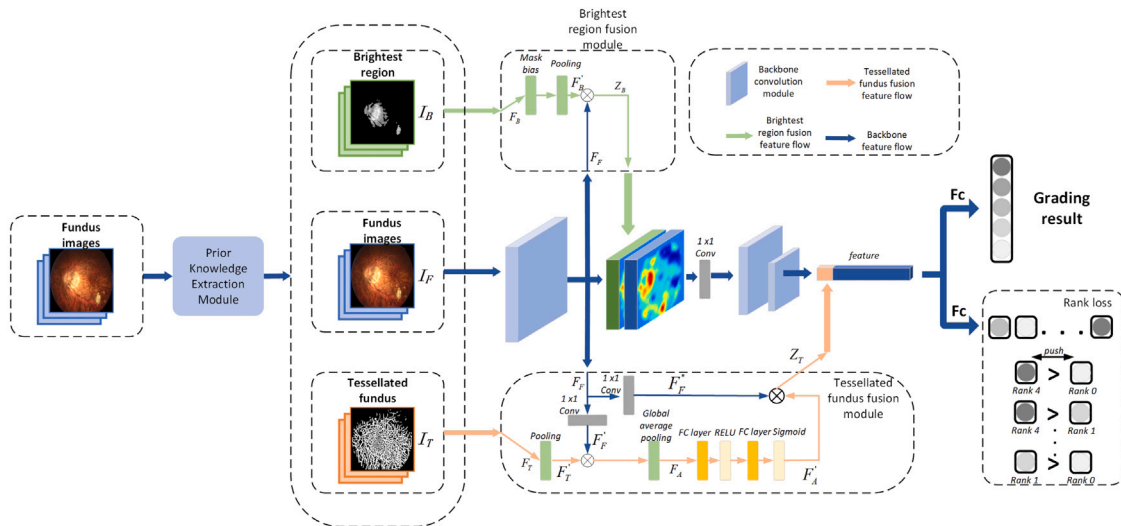 Brightest
region fusion
module
Brightest
region
I_B
Mask
bias
Pooling
F_B
F_B'
Z_B
F_F
Backbone
convolution
module
Tessellated
fundus fusion
feature flow
Brightest
region fusion
feature flow
Backbone
feature flow
Fundus
images
Prior
Knowledge
Extraction
Module
Fundus
images
I_F
1 x1
Conv
feature
Fc
Grading
result
Fc
Rank loss
. . .
push
>
Rank 4
Rank 0
>
Rank 4
Rank 1
>
Rank 1
Rank 0
Tessellated
fundus
I_T
F_F
1 x1
Conv
F_F''
1 x1
Conv
F_F'
Z_T
Tessellated
fundus fusion
module
Pooling
F_T
F_T'
Global
average
pooling
F_A
FC layer
RELU
FC layer
Sigmoid
F_A'